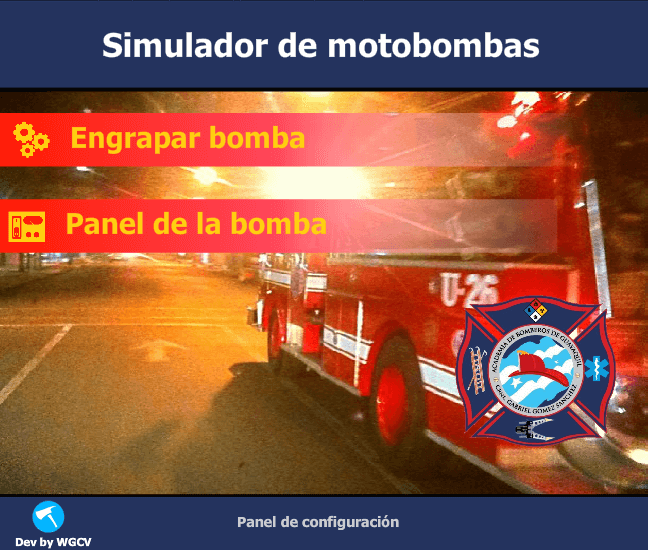 Simulador de motobombas
Engrapar bomba
Panel de la bomba
U-26
ACADEMIA DE BOMBEROS DE GUAYAQUIL
CRNL. GABRIEL GOMEZ SANCHEZ
Panel de configuración
Dev by WGCV